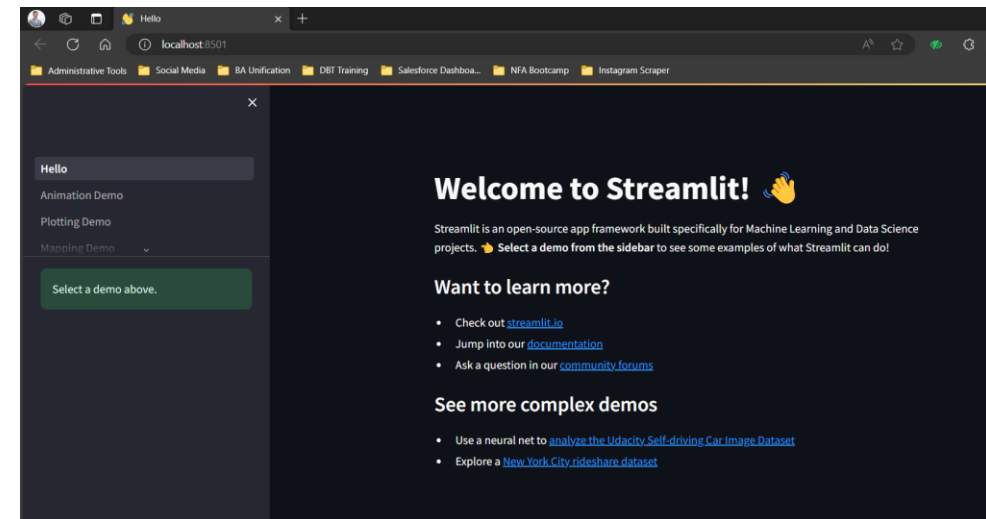 Hello
localhost:8501
Administrative Tools
Social Media
BA Unification
DBT Training
Salesforce Dashboa...
NFA Bootcamp
Instagram Scraper
Hello
Animation Demo
Plotting Demo
Mapping Demo
Select a demo above.
Welcome to Streamlit! 👋
Streamlit is an open-source app framework built specifically for Machine Learning and Data Science
projects. 👈 Select a demo from the sidebar to see some examples of what Streamlit can do!
Want to learn more?
• Check out streamlit.io
• Jump into our documentation
• Ask a question in our community forums
See more complex demos
• Use a neural net to analyze the Udacity Self-driving Car Image Dataset
• Explore a New York City rideshare dataset